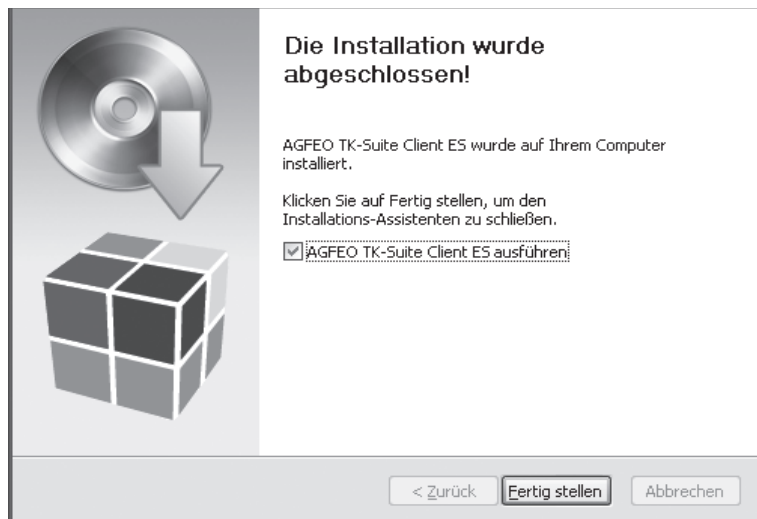 Die Installation wurde
abgeschlossen!
AGFEO TK-Suite Client ES wurde auf Ihrem Computer
installiert.
Klicken Sie auf Fertig stellen, um den
Installations-Assistenten zu schließen.
AGFEO TK-Suite Client ES ausführen
< Zurück Fertig stellen Abbrechen